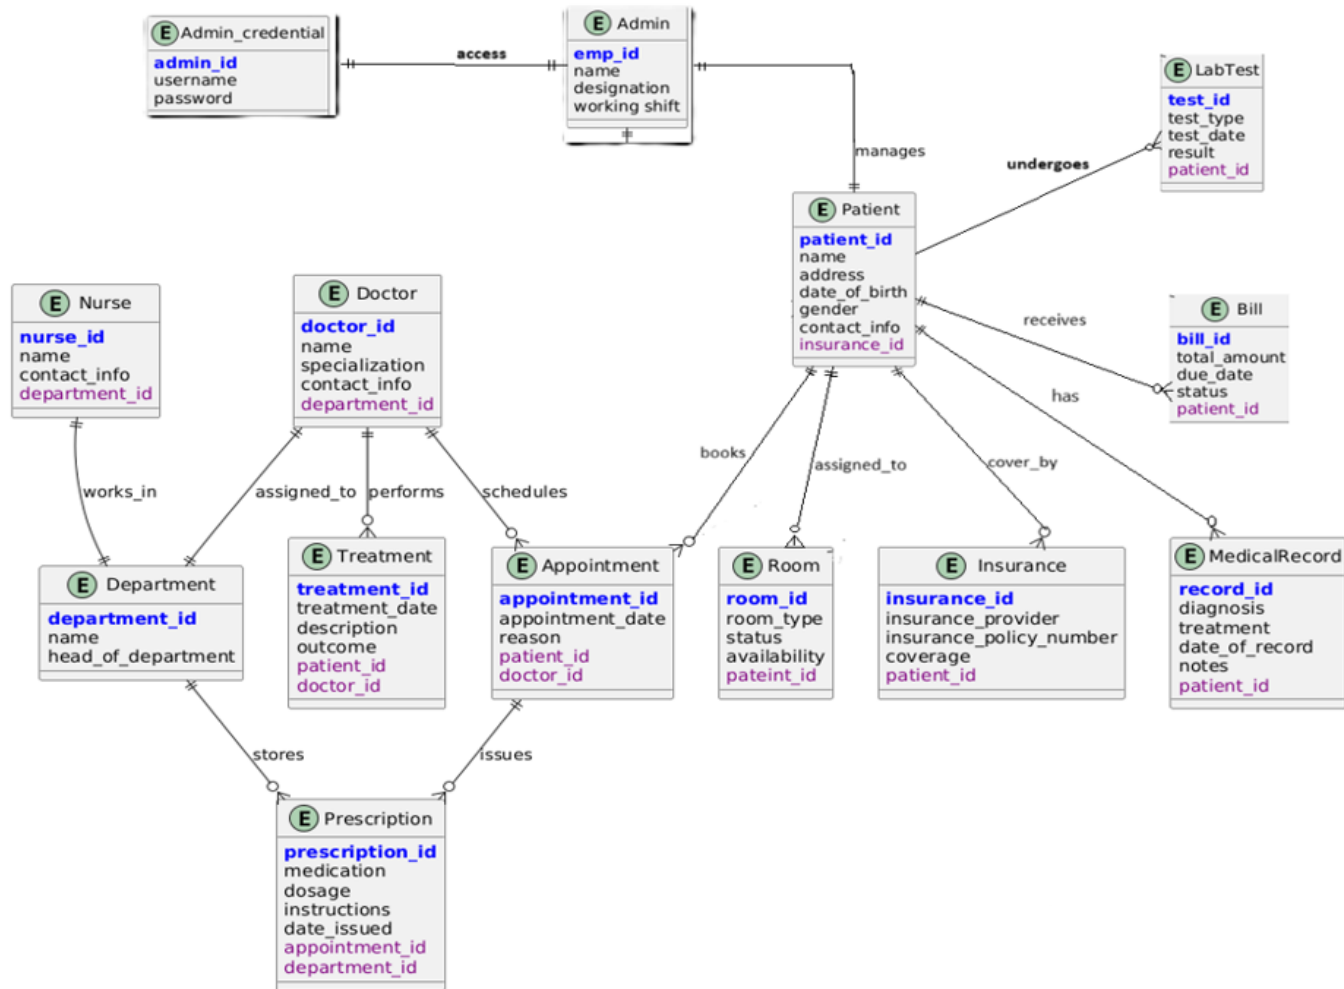 E Admin_credential
admin_id
username
password
access
E Admin
emp_id
name
designation
working shift
manages
E LabTest
test_id
test_type
test_date
result
patient_id
undergoes
E Patient
patient_id
name
address
date_of_birth
gender
contact_info
insurance_id
E Nurse
nurse_id
name
contact_info
department_id
E Doctor
doctor_id
name
specialization
contact_info
department_id
receives
E Bill
bill_id
total_amount
due_date
status
patient_id
has
works_in
assigned_to
performs
schedules
books
assigned_to
cover_by
E Department
department_id
name
head_of_department
E Treatment
treatment_id
treatment_date
description
outcome
patient_id
doctor_id
E Appointment
appointment_id
appointment_date
reason
patient_id
doctor_id
E Room
room_id
room_type
status
availability
pateint_id
E Insurance
insurance_id
insurance_provider
insurance_policy_number
coverage
patient_id
E MedicalRecord
record_id
diagnosis
treatment
date_of_record
notes
patient_id
stores
issues
E Prescription
prescription_id
medication
dosage
instructions
date_issued
appointment_id
department_id